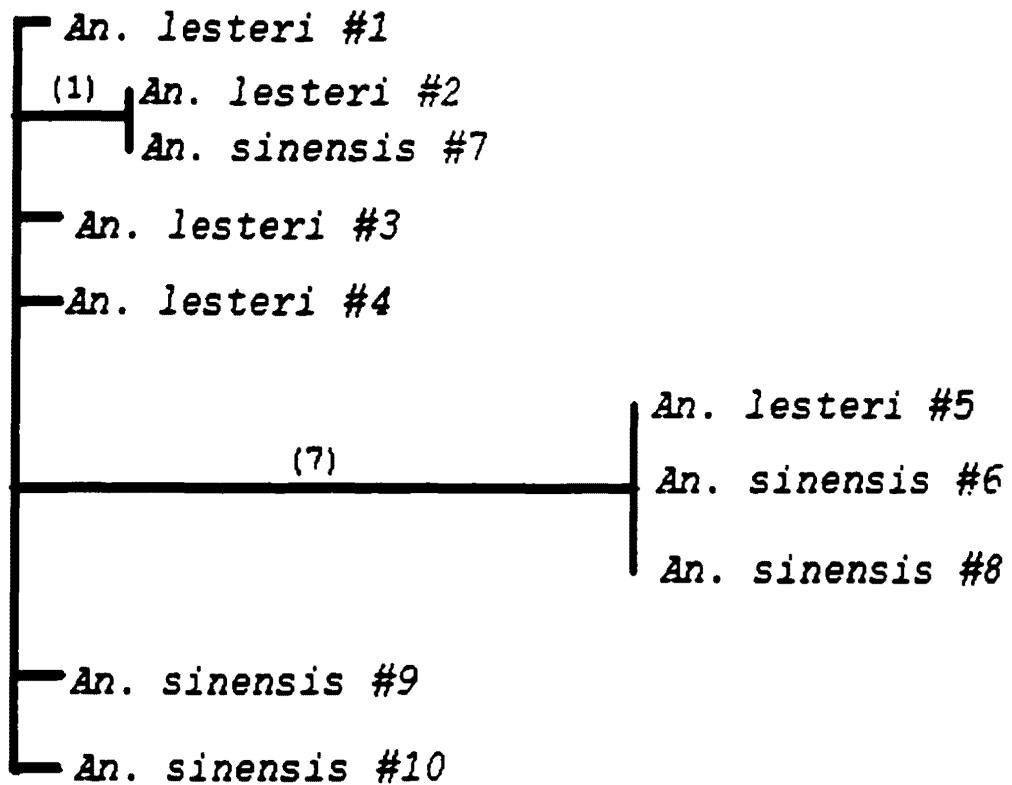 An. lesteri #1
(1)
An. lesteri #2
An. sinensis #7
An. lesteri #3
An. lesteri #4
An. lesteri #5
(7)
An. sinensis #6
An. sinensis #8
An. sinensis #9
An. sinensis #10